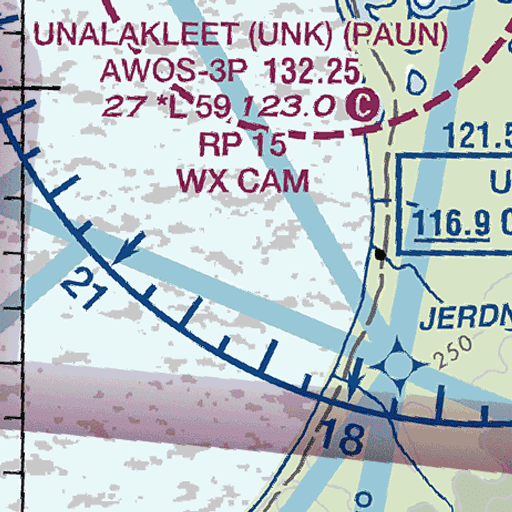 UNALAKLEET (UNK) (PAUN)
AWOS-3P 132.25
27 *L 59 123.0 C
RP 15
WX CAM
121.5
116.9
21
250
18